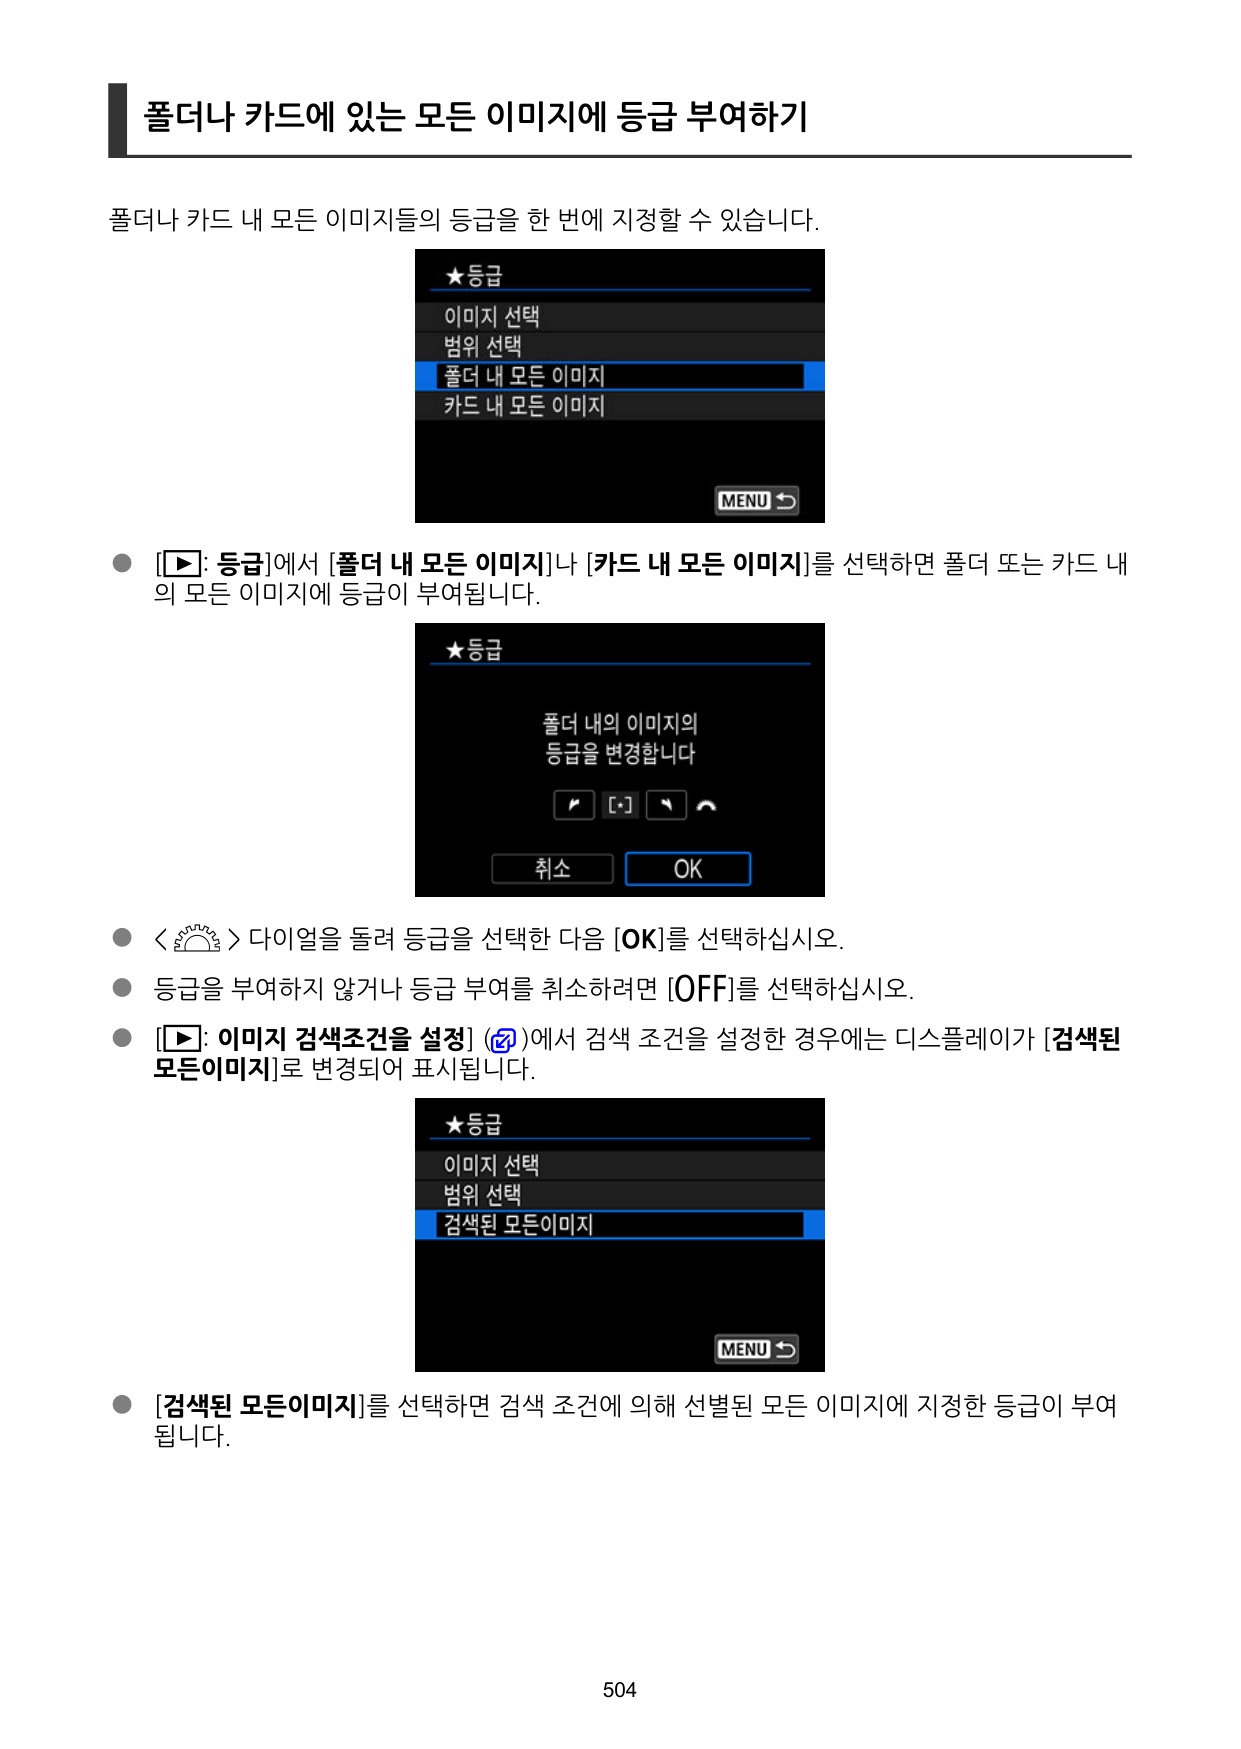 폴더나 카드에 있는 모든 이미지에 등급 부여하기
폴더나 카드 내 모든 이미지들의 등급을 한 번에 지정할 수 있습니다.
★등급
이미지 선택
범위 선택
폴더 내 모든 이미지
카드 내 모든 이미지
MENU
[▶: 등급]에서 [폴더 내 모든 이미지]나 [카드 내 모든 이미지]를 선택하면 폴더 또는 카드 내
의 모든 이미지에 등급이 부여됩니다.
★등급
폴더 내의 이미지의
등급을 변경합니다
[·]
취소 OK
● < > 다이얼을 돌려 등급을 선택한 다음 [OK]를 선택하십시오.
● 등급을 부여하지 않거나 등급 부여를 취소하려면 [OFF]를 선택하십시오.
● [▶: 이미지 검색조건을 설정] ( )에서 검색 조건을 설정한 경우에는 디스플레이가 [검색된
모든이미지]로 변경되어 표시됩니다.
★등급
이미지 선택
범위 선택
검색된 모든이미지
MENU
● [검색된 모든이미지]를 선택하면 검색 조건에 의해 선별된 모든 이미지에 지정한 등급이 부여
됩니다.
504